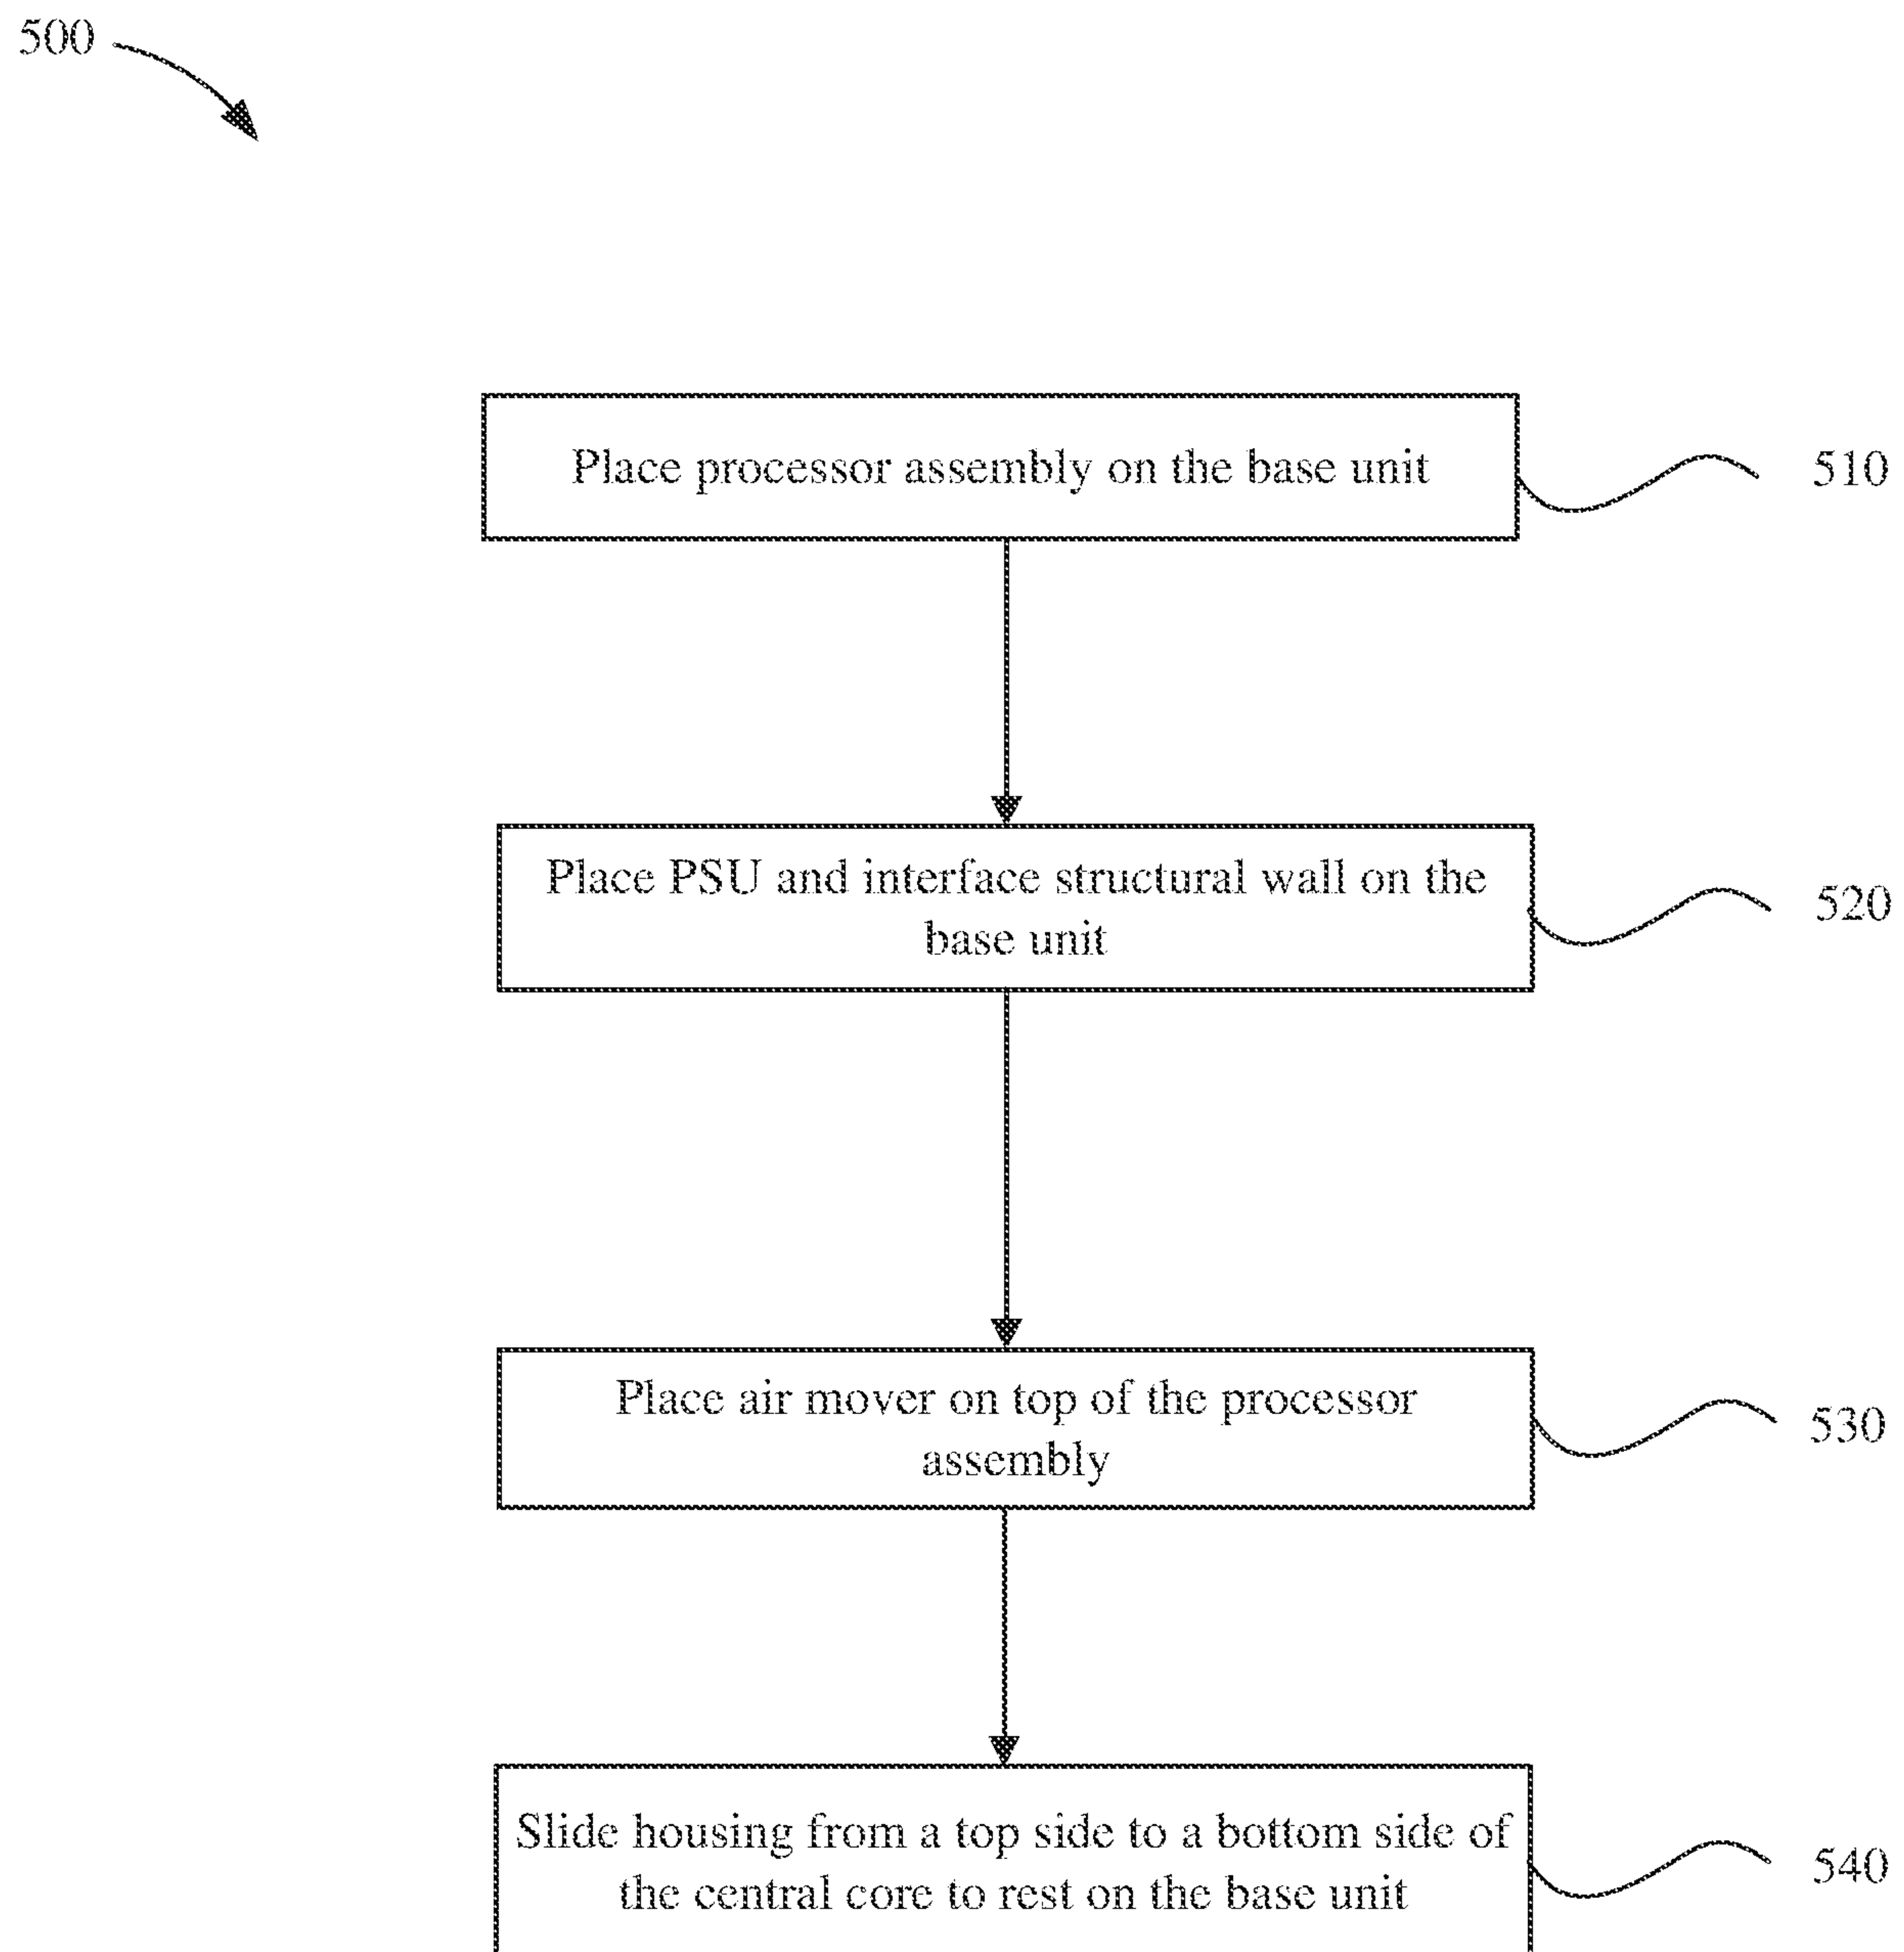 500
Place processor assembly on the base unit
510
Place PSU and interface structural wall on the
base unit
520
Place air mover on top of the processor
assembly
530
Slide housing from a top side to a bottom side of
the central core to rest on the base unit
540